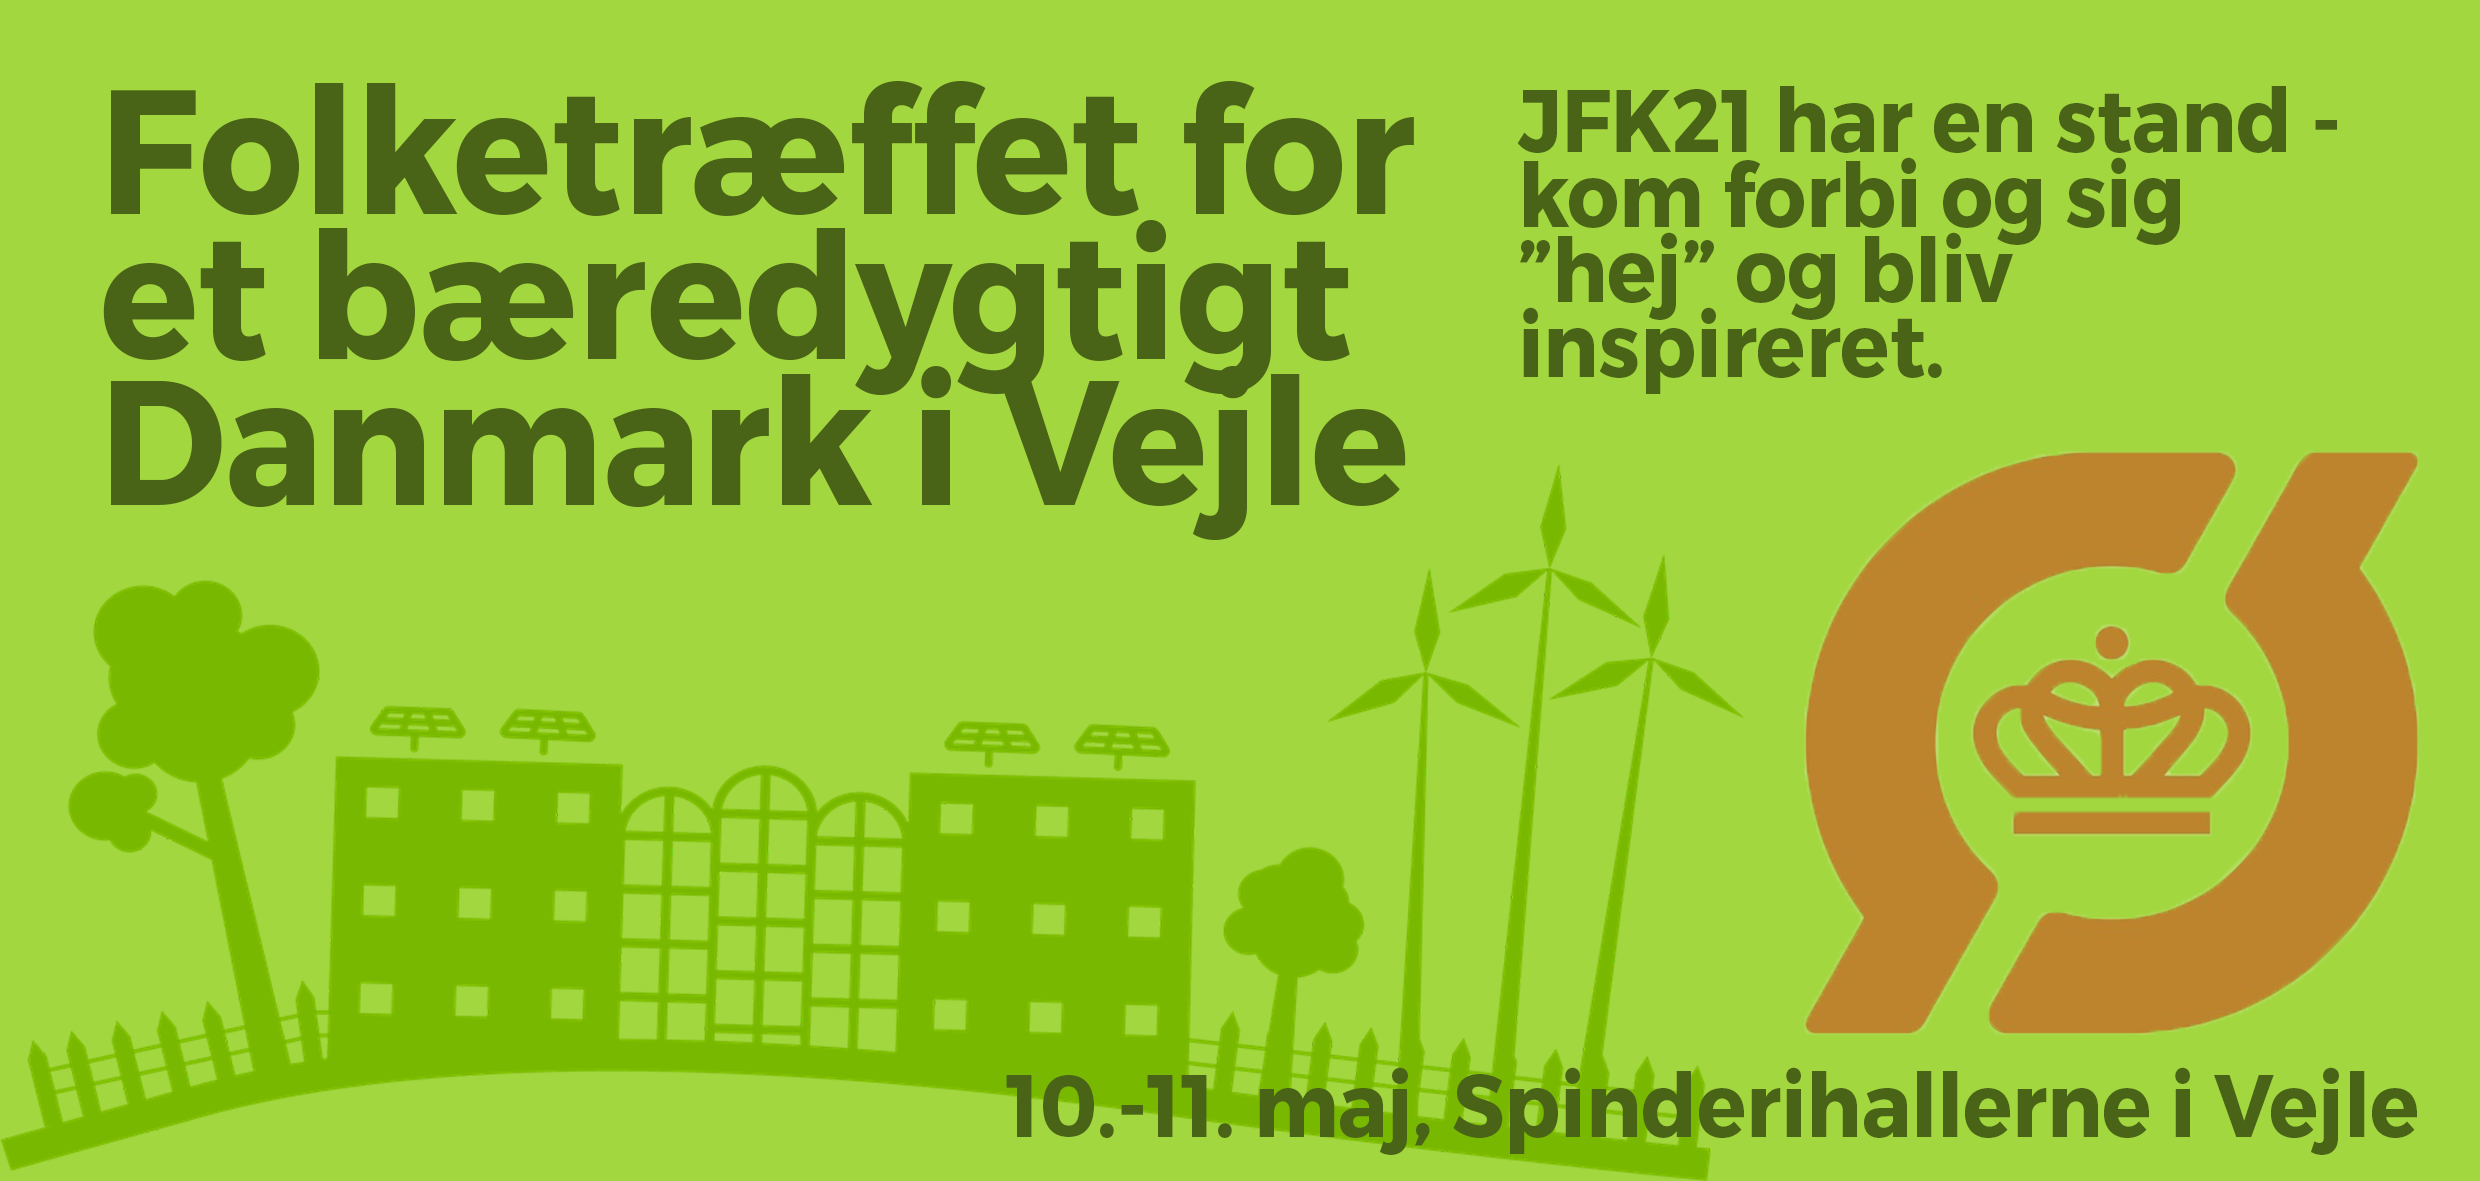 Folketræffet for
et bæredygtigt
Danmark i Vejle
JFK21 har en stand -
kom forbi og sig
”hej” og bliv
inspireret.
10.-11. maj, Spinderihallerne i Vejle